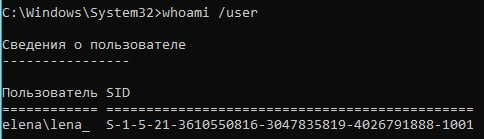 C:\Windows\System32>whoami /user
Сведения о пользователе
----------------
Пользователь SID
============ ==============================================
elena\lena_ S-1-5-21-3610550816-3047835819-4026791888-1001